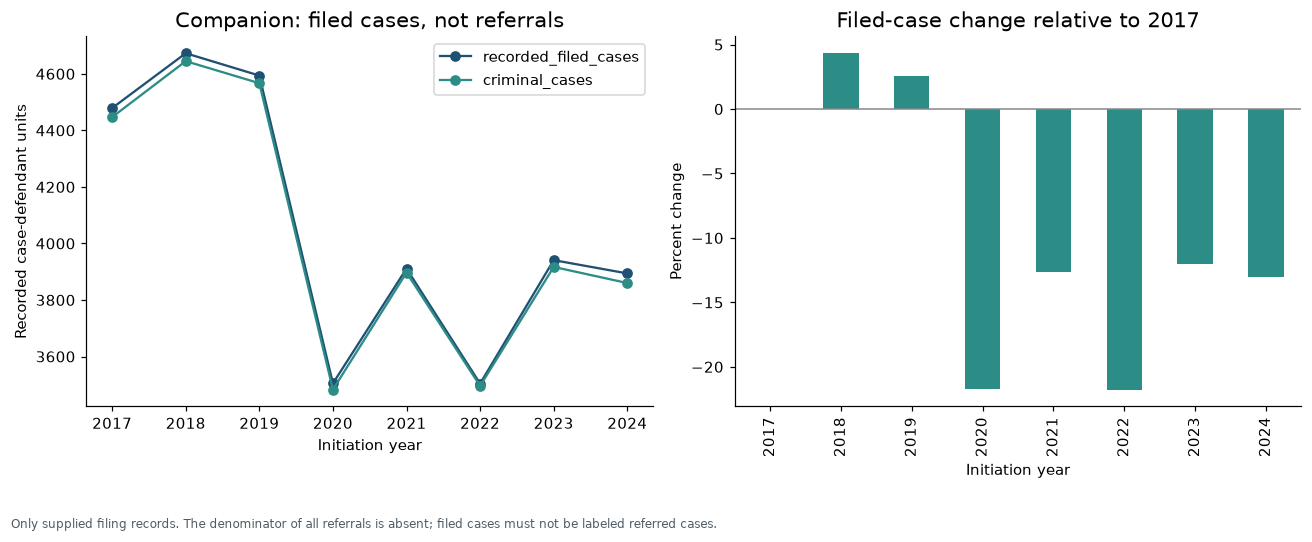 Companion: filed cases, not referrals
recorded_filed_cases
criminal_cases
Recorded case-defendant units
4600
4400
4200
4000
3800
3600
2017 2018 2019 2020 2021 2022 2023 2024
Initiation year
Filed-case change relative to 2017
Percent change
5
0
−5
−10
−15
−20
2017 2018 2019 2020 2021 2022 2023 2024
Initiation year
Only supplied filing records. The denominator of all referrals is absent; filed cases must not be labeled referred cases.